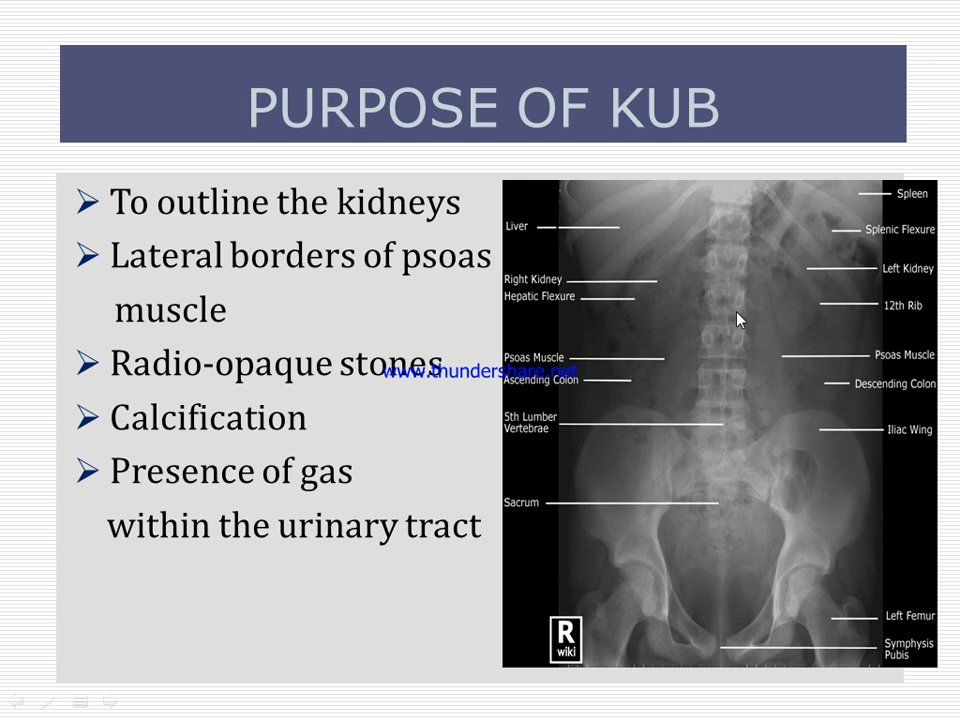 PURPOSE OF KUB
To outline the kidneys
Lateral borders of psoas
muscle
Radio-opaque stones
Calcification
Presence of gas
within the urinary tract
www.thundershare.net
Liver
Right Kidney
Hepatic Flexure
Psoas Muscle
Ascending Colon
5th Lumber
Vertebrae
Sacrum
R
wiki
Spleen
Splenic Flexure
Left Kidney
12th Rib
Psoas Muscle
Descending Colon
Iliac Wing
Left Femur
Symphysis
Pubis